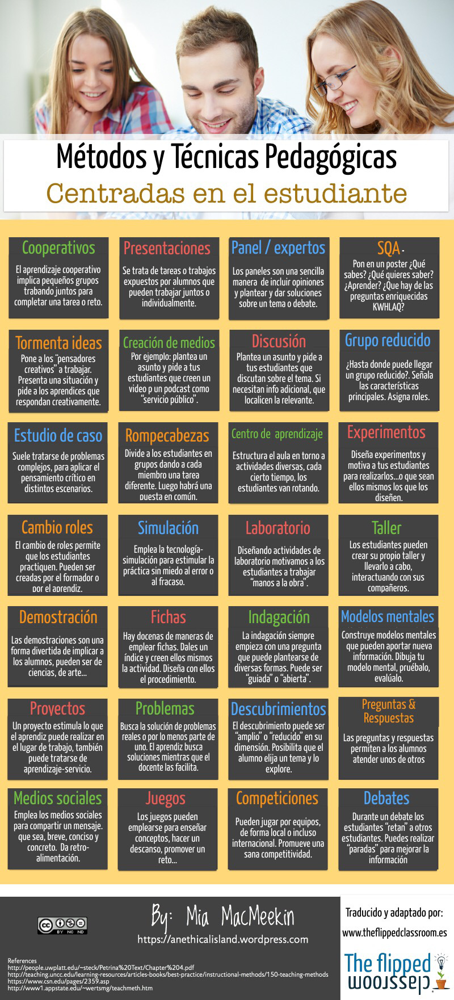 Métodos y Técnicas Pedagógicas
Centradas en el estudiante
Cooperativos
El aprendizaje cooperativo
implica pequeños grupos
trabando juntos para
completar una tarea o reto.
Presentaciones
Se trata de tareas o trabajos
expuestos por alumnos que
pueden trabajar juntos o
individualmente.
Panel / expertos
Los paneles son una sencilla
manera de incluir opiniones
y plantear y dar soluciones
sobre un tema o debate.
SQA -
Pon en un poster ¿Qué
sabes? ¿Qué quieres saber?
¿Aprender? ¿Que hay de las
preguntas enriquecidas
KWHLAQ?
Tormenta ideas
Pone a los “pensadores
creativos” a trabajar.
Presenta una situación y
pide a los aprendices que
respondan creativamente.
Creación de medios
Por ejemplo: plantea un
asunto y pide a tus
estudiantes que creen un
video p un podcast como
“servicio público”.
Discusión
Plantea un asunto y pide a
tus estudiantes que
discutan sobre el tema. Si
necesitan info adicional, que
localicen la relevante.
Grupo reducido
¿Hasta donde puede llegar
un grupo reducido?. Señala
las características
principales. Asigna roles.
Estudio de caso
Suele tratarse de problemas
complejos, para aplicar el
pensamiento crítico en
distintos escenarios.
Rompecabezas
Divide a los estudiantes en
grupos dando a cada
miembro una tarea
diferente. Luego habrá una
puesta en común.
Centro de aprendizaje
Estructura el aula en torno a
actividades diversas, cada
cierto tiempo, los
estudiantes van rotando.
Experimentos
Diseña experimentos y
motiva a tus estudiantes
para realizarlos...o que sean
ellos mismos los que los
diseñen.
Cambio roles
El cambio de roles permite
que los estudiantes
practiquen. Pueden ser
creadas por el formador o
por el aprendiz.
Simulación
Emplea la tecnología-
simulación para estimular la
práctica sin miedo al error o
al fracaso.
Laboratorio
Diseñando actividades de
laboratorio motivamos a los
estudiantes a trabajar
“manos a la obra”.
Taller
Los estudiantes pueden
crear su propio taller y
llevarlo a cabo,
interactuando con sus
compañeros.
Demostración
Las demostraciones son una
forma divertida de implicar a
los alumnos, pueden ser de
ciencias, de arte...
Fichas
Hay docenas de maneras de
emplear fichas. Dales un
índice y creen ellos mismos
la actividad. Diseña con ellos
el procedimiento.
Indagación
La indagación siempre
empieza con una pregunta
que puede plantearse de
diversas formas. Puede ser
“guiada” o “abierta”.
Modelos mentales
Construye modelos mentales
que pueden aportar nueva
información. Dibuja tu
modelo mental, pruébalo,
evalúalo.
Proyectos
Un proyecto estimula lo que
el aprendiz puede realizar en
el lugar de trabajo, también
puede tratarse de
aprendizaje-servicio.
Problemas
Busca la solución de problemas
reales o por lo menos parte de
uno. El aprendiz busca
soluciones mientras que el
docente las facilita.
Descubrimientos
El descubrimiento puede ser
“amplio” o “reducido” en su
dimensión. Posibilita que el
alumno elija un tema y lo
explore.
Preguntas &
Respuestas
Las preguntas y respuestas
permiten a los alumnos
atender unos de otros
Medios sociales
Emplea los medios sociales
para compartir un mensaje.
que sea, breve, conciso y
concreto. Da retro-
alimentación.
Juegos
Los juegos pueden
emplearse para enseñar
conceptos, hacer un
descanso, promover un
reto...
Competiciones
Pueden jugar por equipos,
de forma local o incluso
internacional. Promueve una
sana competitividad.
Debates
Durante un debate los
estudiantes “retan” a otros
estudiantes. Puedes realizar
“paradas” para mejorar la
información
cc
BY NC ND
By: Mia MacMeekin
https://anethicalisland.wordpress.com
References
http://people.uwplatt.edu/~steck/Petrina%20Text/Chapter%204.pdf
http://teaching.uncc.edu/learning-resources/articles-books/best-practice/instructional-methods/150-teaching-methods
https://www.csn.edu/pages/2359.asp
http://www1.appstate.edu/~wertsmg/teachmeth.htm
Traducido y adaptado por:
www.theflippedclassroom.es
The flipped
classroom